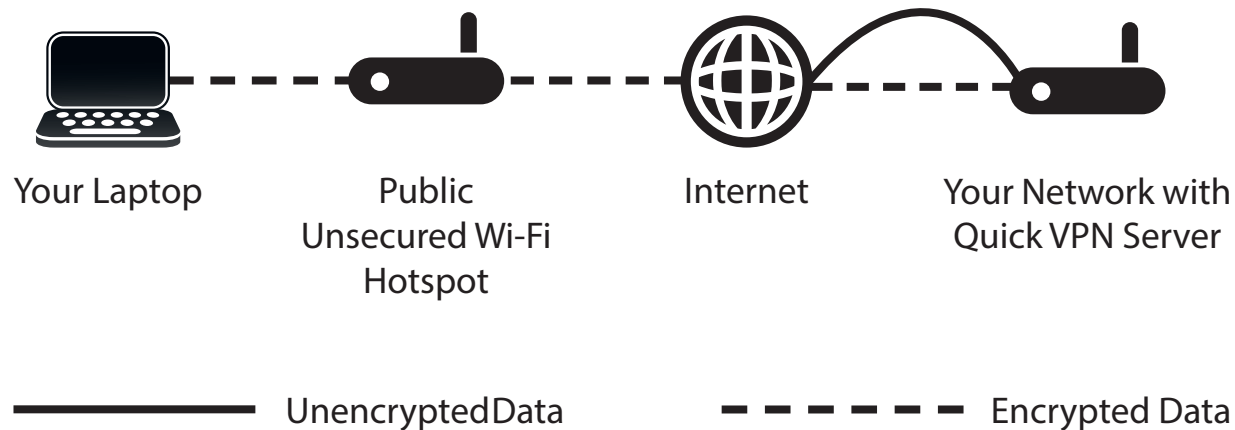 Your Laptop
Public
Unsecured Wi-Fi
Hotspot
Internet
Your Network with
Quick VPN Server
UnencryptedData
Encrypted Data